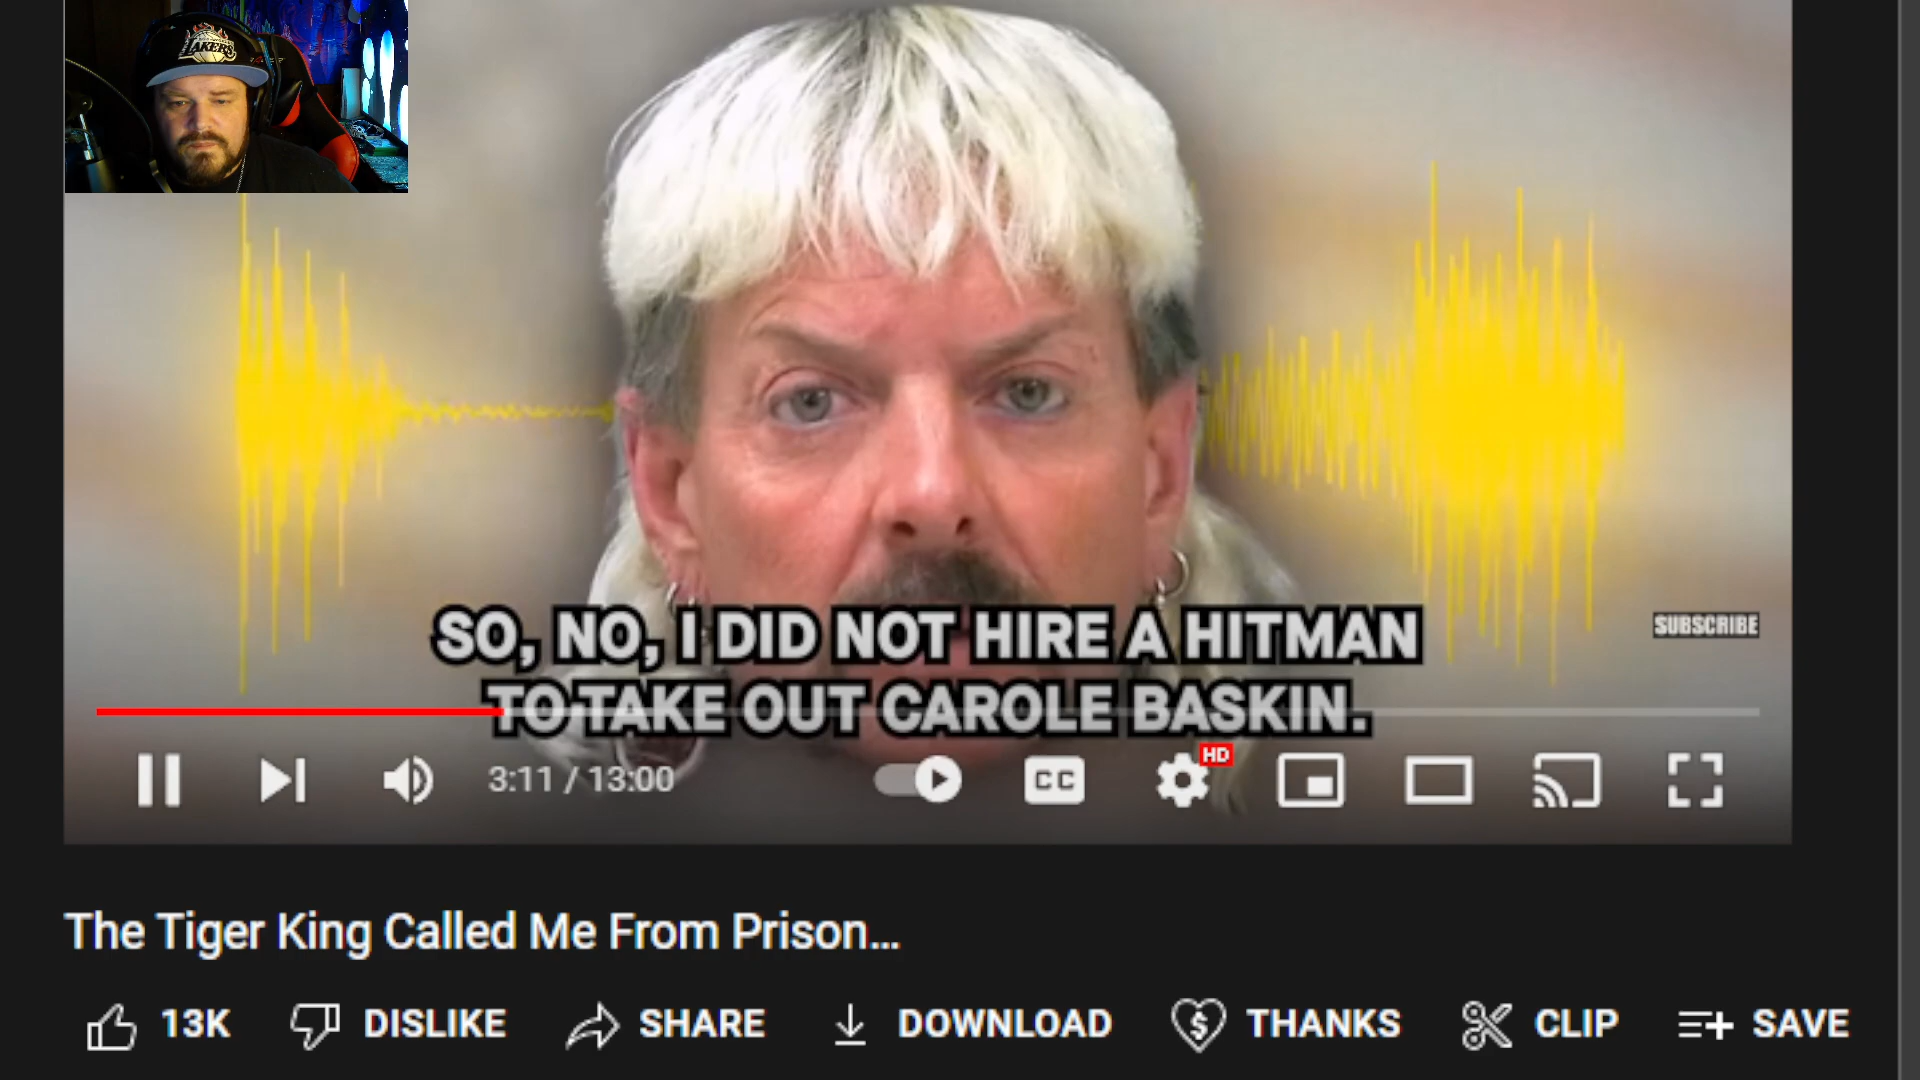 LAKERS
SO, NO, I DID NOT HIRE A HITMAN
TO TAKE OUT CAROLE BASKIN.
SUBSCRIBE
3:11 / 13:00
CC
HD
The Tiger King Called Me From Prison...
13K DISLIKE SHARE DOWNLOAD THANKS CLIP SAVE